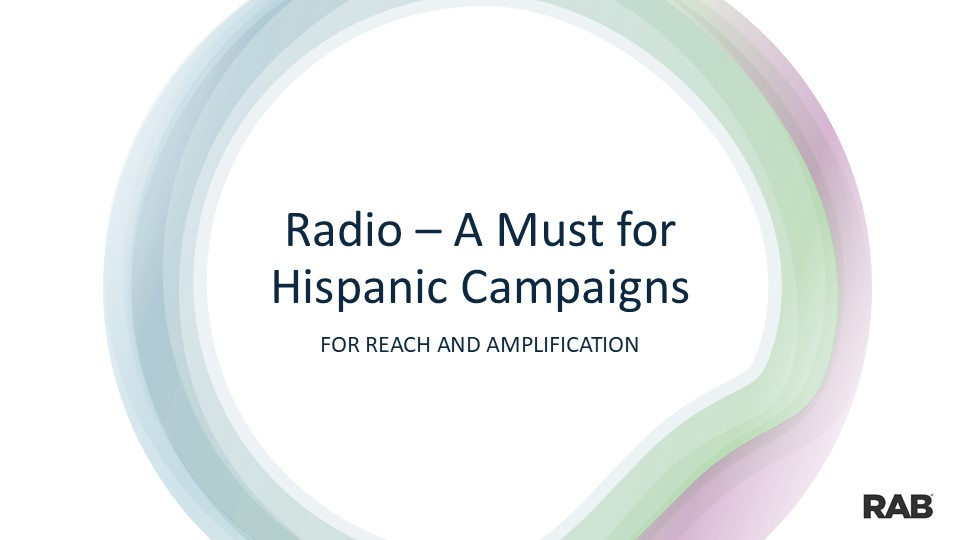 Radio – A Must for
Hispanic Campaigns
FOR REACH AND AMPLIFICATION
RAB